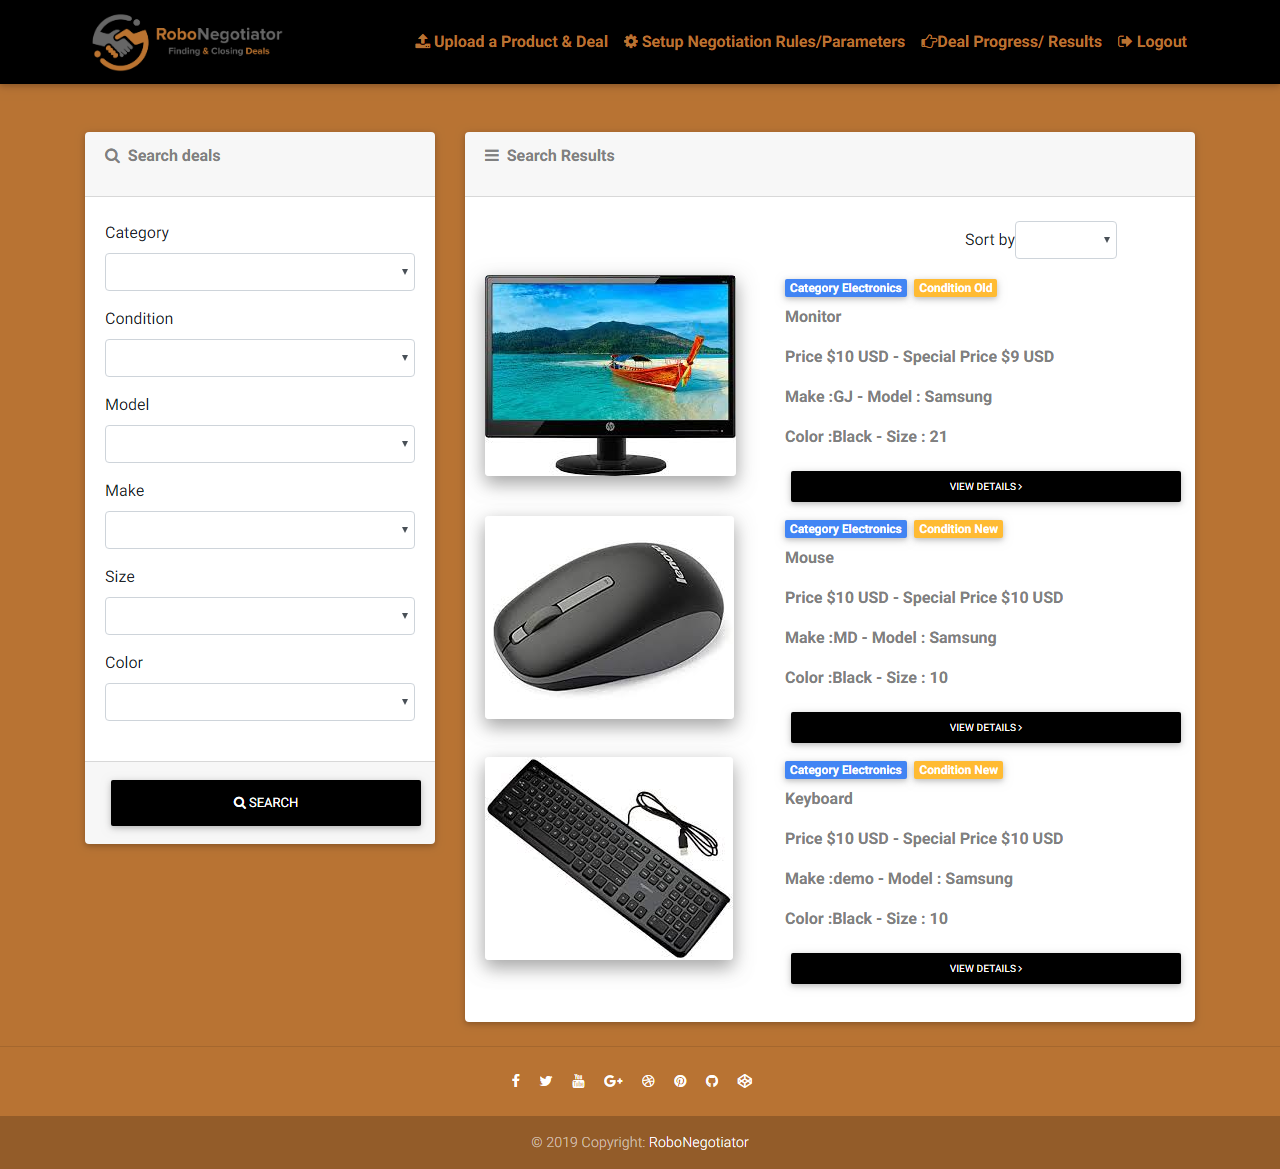 RoboNegotiator
Finding & Closing Deals
Upload a Product & Deal
Setup Negotiation Rules/Parameters
Deal Progress/ Results
Logout
Search deals
Category
Condition
Model
Make
Size
Color
SEARCH
Search Results
Sort by
hp
Category Electronics Condition Old
Monitor
Price $10 USD - Special Price $9 USD
Make :GJ - Model : Samsung
Color :Black - Size : 21
VIEW DETAILS
lenovo
Category Electronics Condition New
Mouse
Price $10 USD - Special Price $10 USD
Make :MD - Model : Samsung
Color :Black - Size : 10
VIEW DETAILS
Category Electronics Condition New
Keyboard
Price $10 USD - Special Price $10 USD
Make :demo - Model : Samsung
Color :Black - Size : 10
VIEW DETAILS
© 2019 Copyright: RoboNegotiator